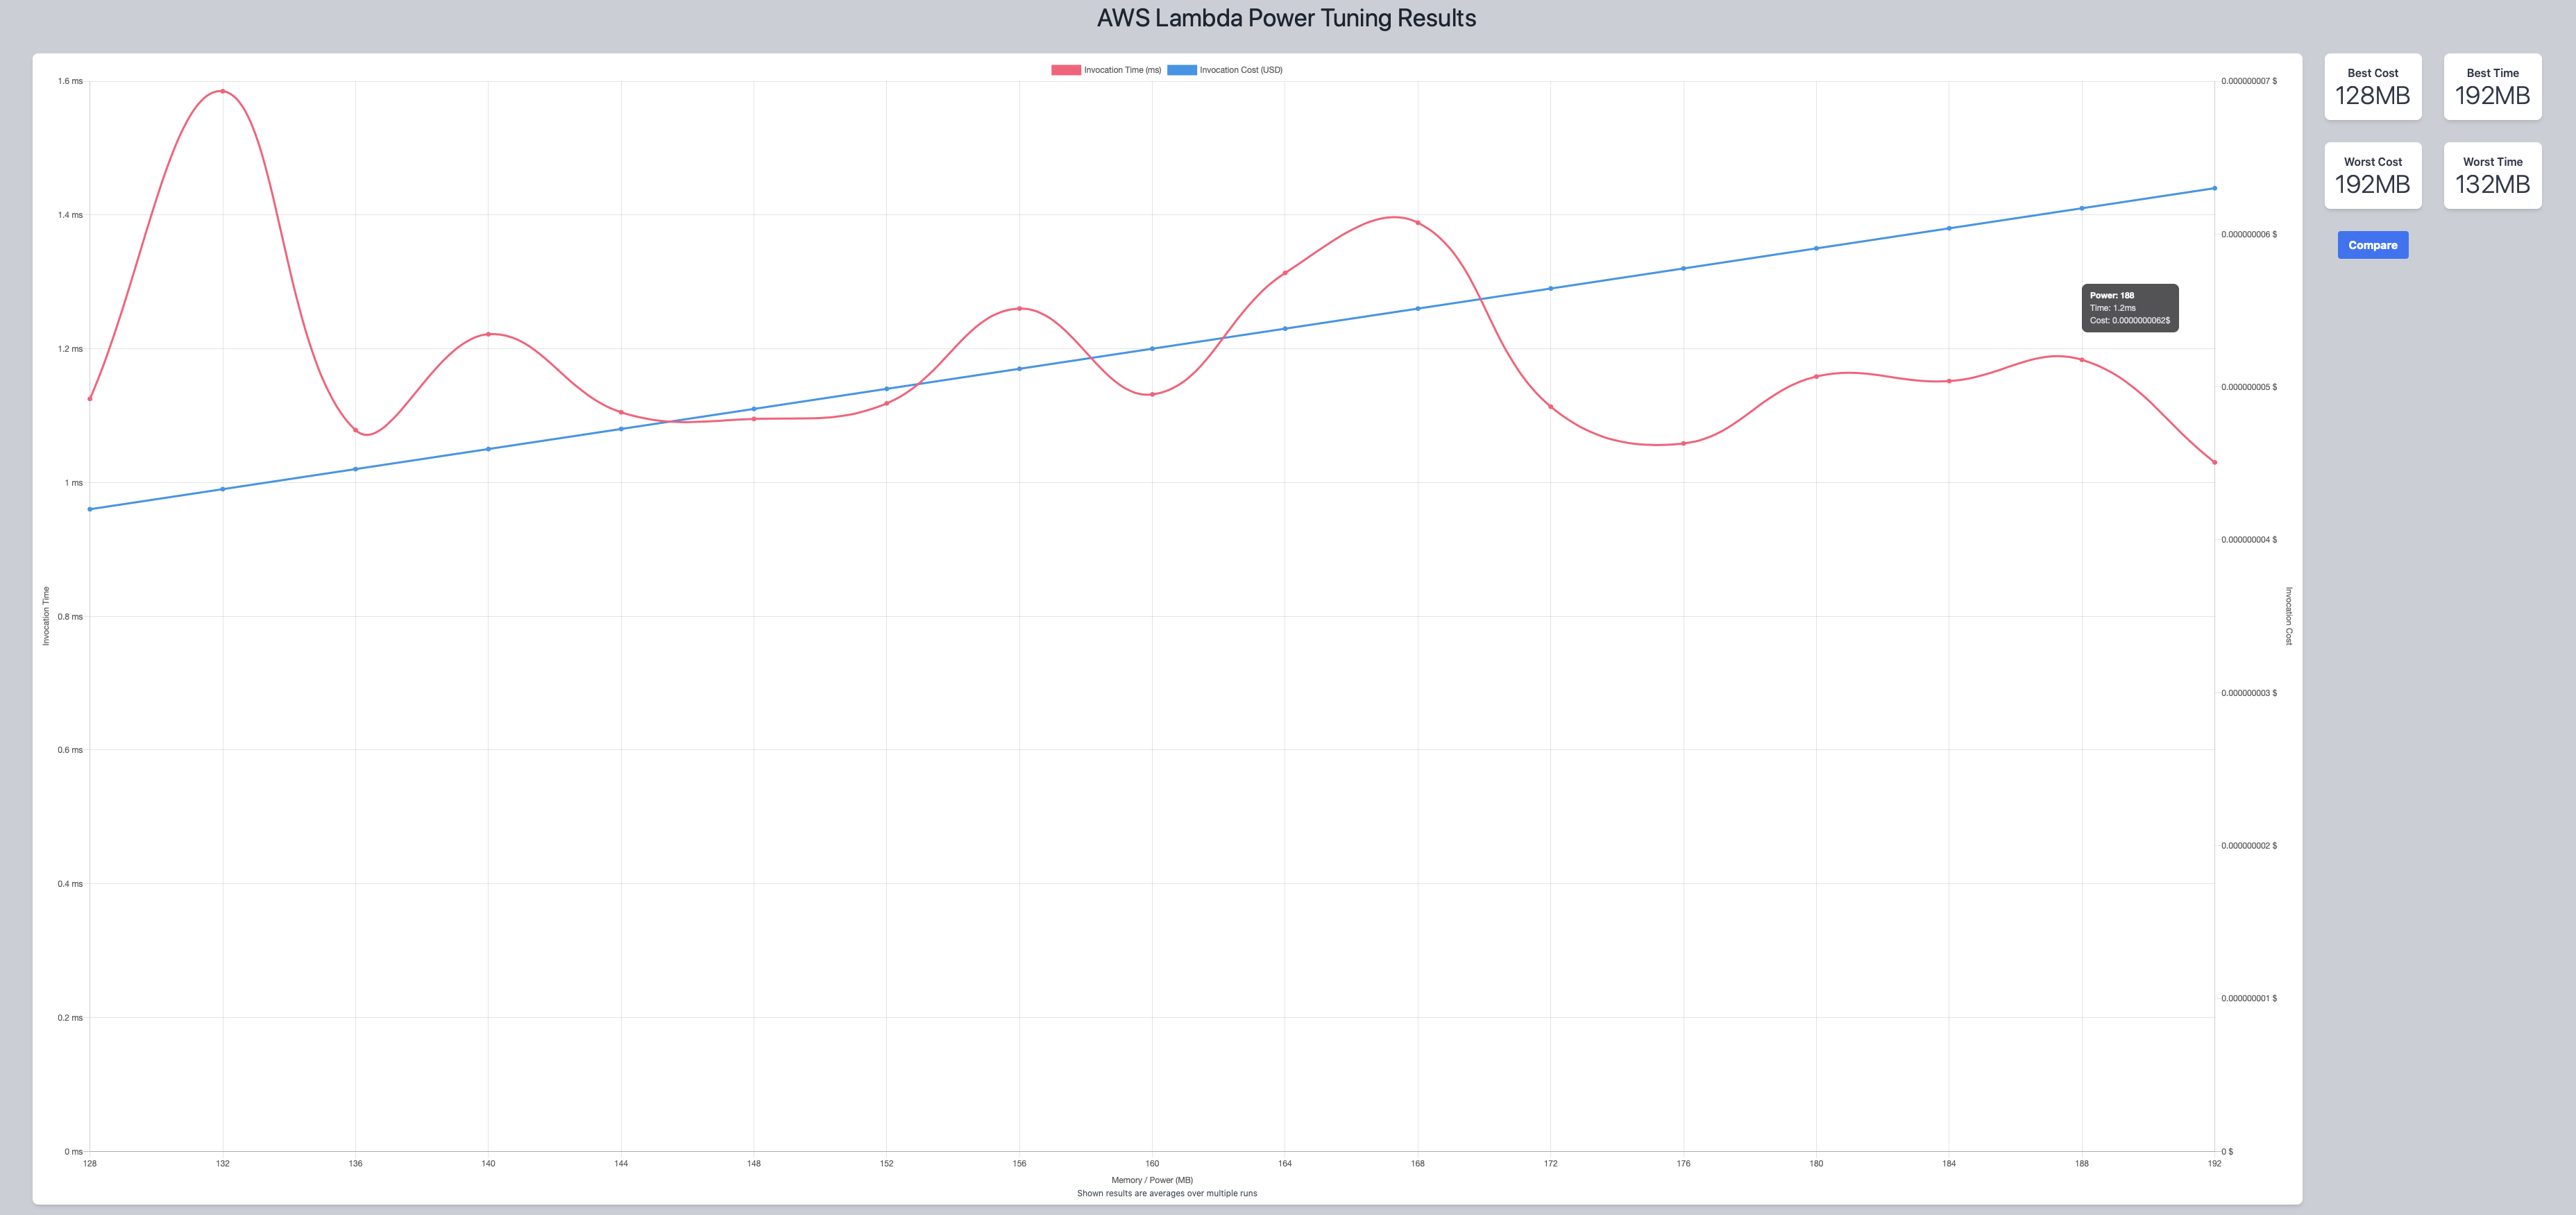 AWS Lambda Power Tuning Results
Invocation Time (ms) Invocation Cost (USD)
1.6 ms
1.4 ms
1.2 ms
1 ms
0.8 ms
0.6 ms
0.4 ms
0.2 ms
0 ms
Invocation Time
0.000000007 $
0.000000006 $
0.000000005 $
0.000000004 $
0.000000003 $
0.000000002 $
0.000000001 $
0 $
Invocation Cost
Power: 188
Time: 1.2ms
Cost: 0.0000000062$
128 132 136 140 144 148 152 156 160 164 168 172 176 180 184 188 192
Memory / Power (MB)
Shown results are averages over multiple runs
Best Cost
128MB
Best Time
192MB
Worst Cost
192MB
Worst Time
132MB
Compare